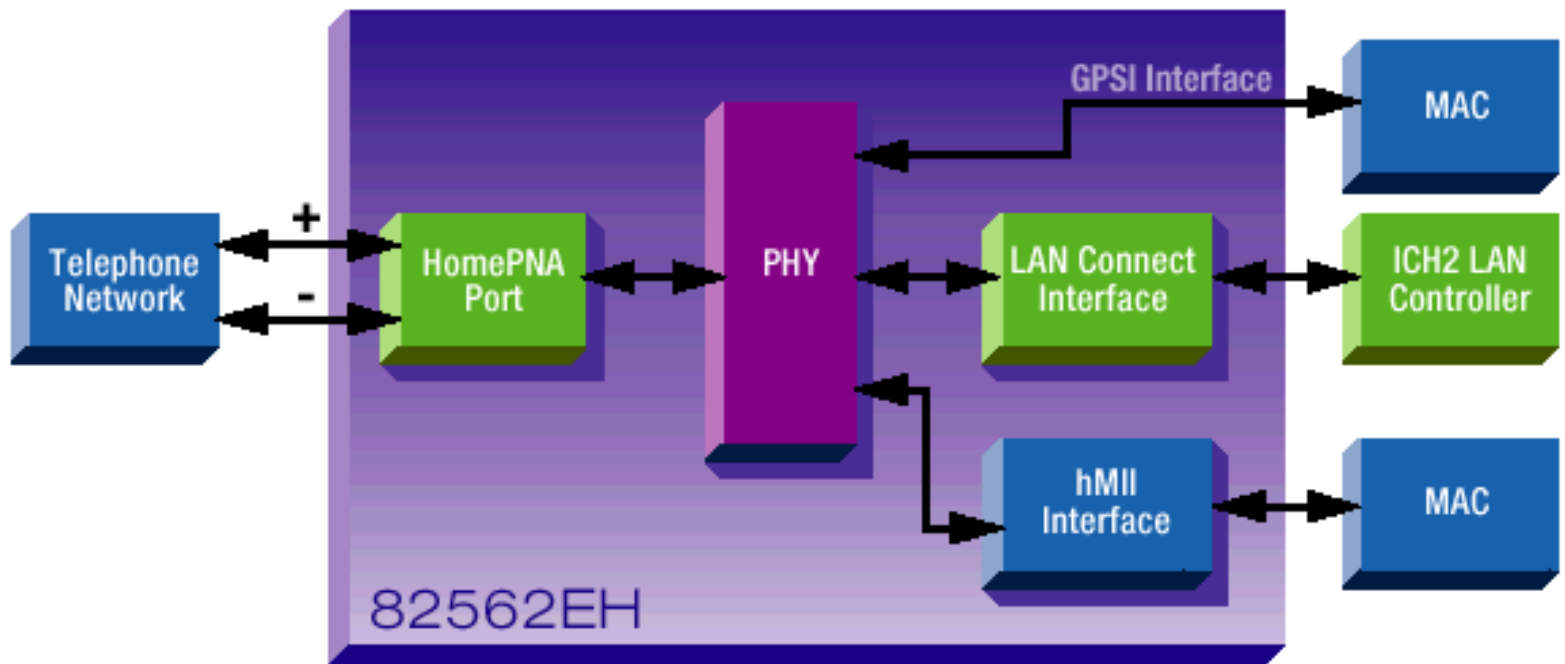 GPSI Interface
MAC
+
-
Telephone
Network
HomePNA
Port
PHY
LAN Connect
Interface
ICH2 LAN
Controller
hMII
Interface
MAC
82562EH